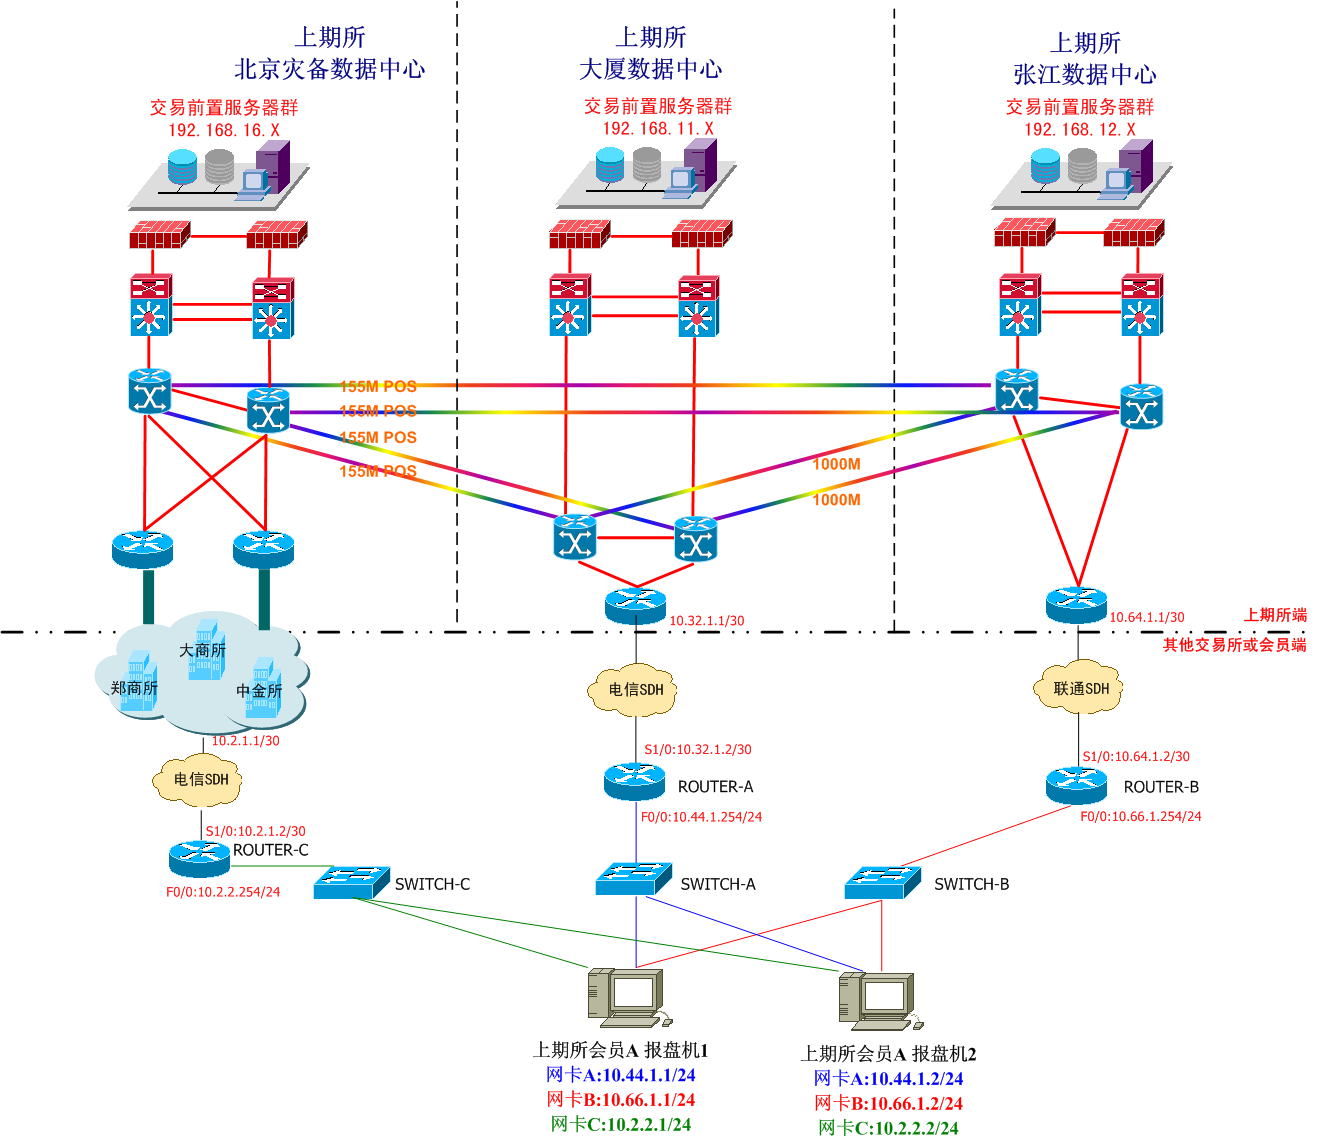 上期所
北京灾备数据中心
上期所
大厦数据中心
上期所
张江数据中心
交易前置服务器群
192.168.16.X
交易前置服务器群
192.168.11.X
交易前置服务器群
192.168.12.X
155M POS
155M POS
155M POS
155M POS
1000M
1000M
10.32.1.1/30
10.64.1.1/30
上期所端
其他交易所或会员端
大商所
郑商所
中金所
10.2.1.1/30
电信SDH
电信SDH
联通SDH
S1/0:10.32.1.2/30
ROUTER-A
F0/0:10.44.1.254/24
S1/0:10.64.1.2/30
ROUTER-B
F0/0:10.66.1.254/24
S1/0:10.2.1.2/30
ROUTER-C
F0/0:10.2.2.254/24
SWITCH-C
SWITCH-A
SWITCH-B
上期所会员A 报盘机1
网卡A:10.44.1.1/24
网卡B:10.66.1.1/24
网卡C:10.2.2.1/24
上期所会员A 报盘机2
网卡A:10.44.1.2/24
网卡B:10.66.1.2/24
网卡C:10.2.2.2/24